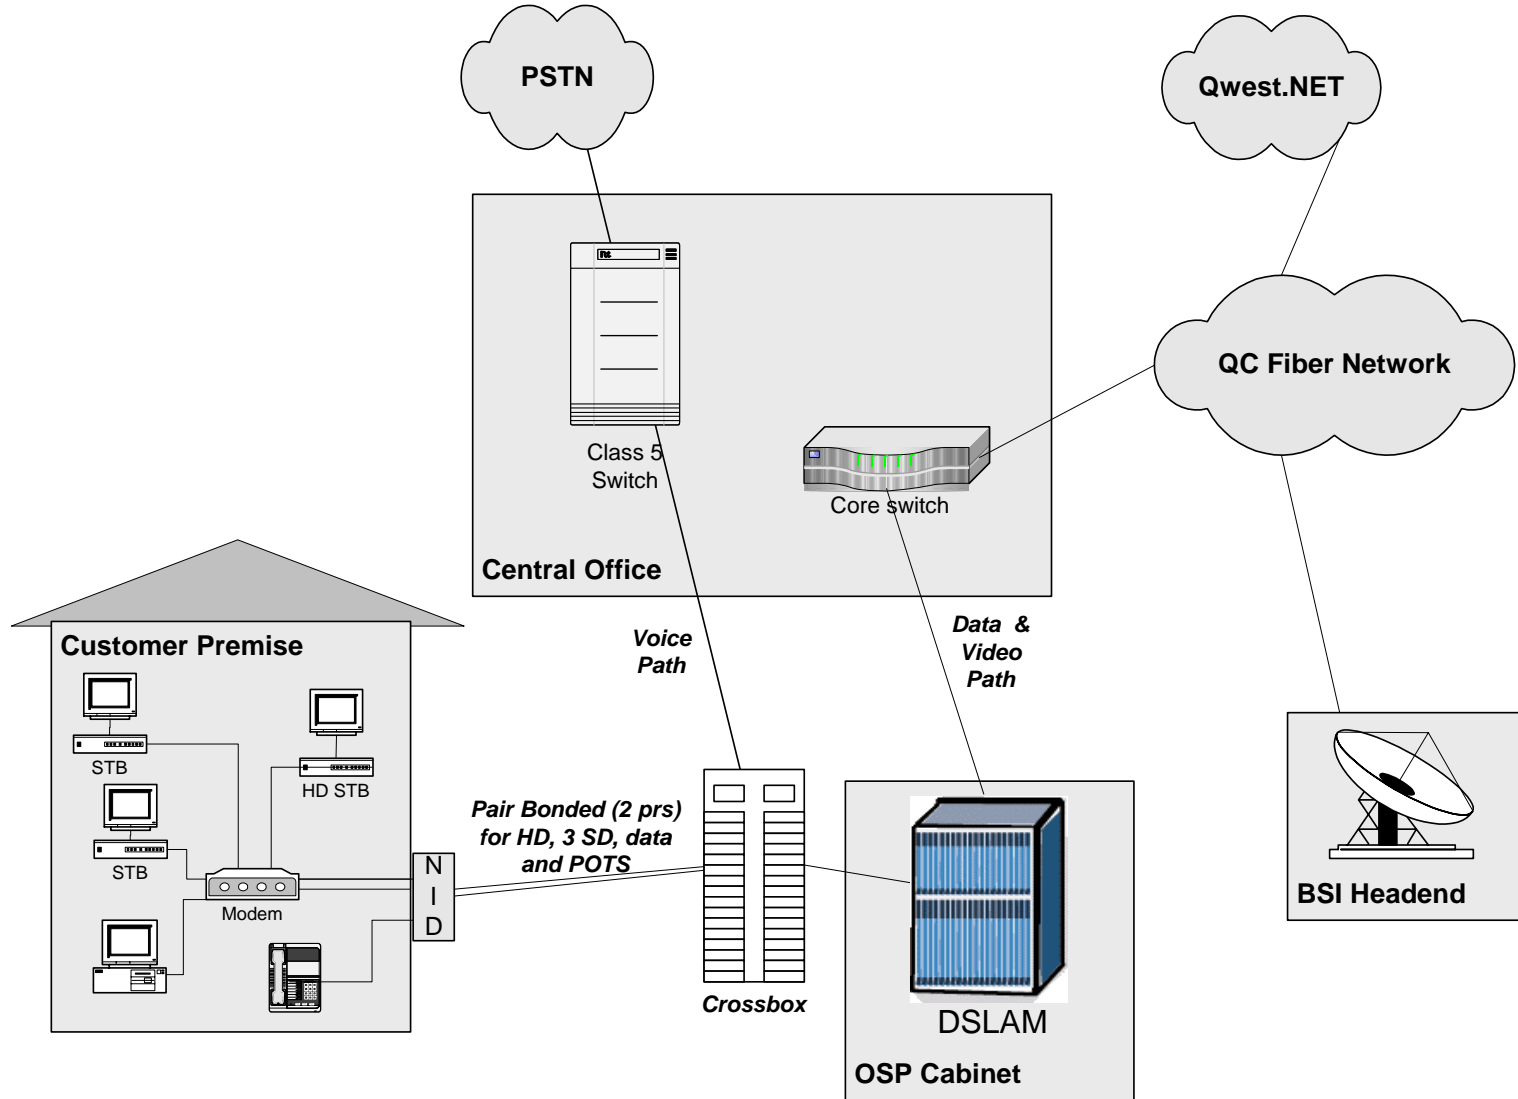 PSTN
Qwest.NET
QC Fiber Network
Class 5
Switch
Core switch
Central Office
Voice
Path
Data & 
Video
Path
Customer Premise
STB
HD STB
STB
Modem
N
I
D
Pair Bonded (2 prs)
for HD, 3 SD, data
and POTS
Crossbox
DSLAM
OSP Cabinet
BSI Headend